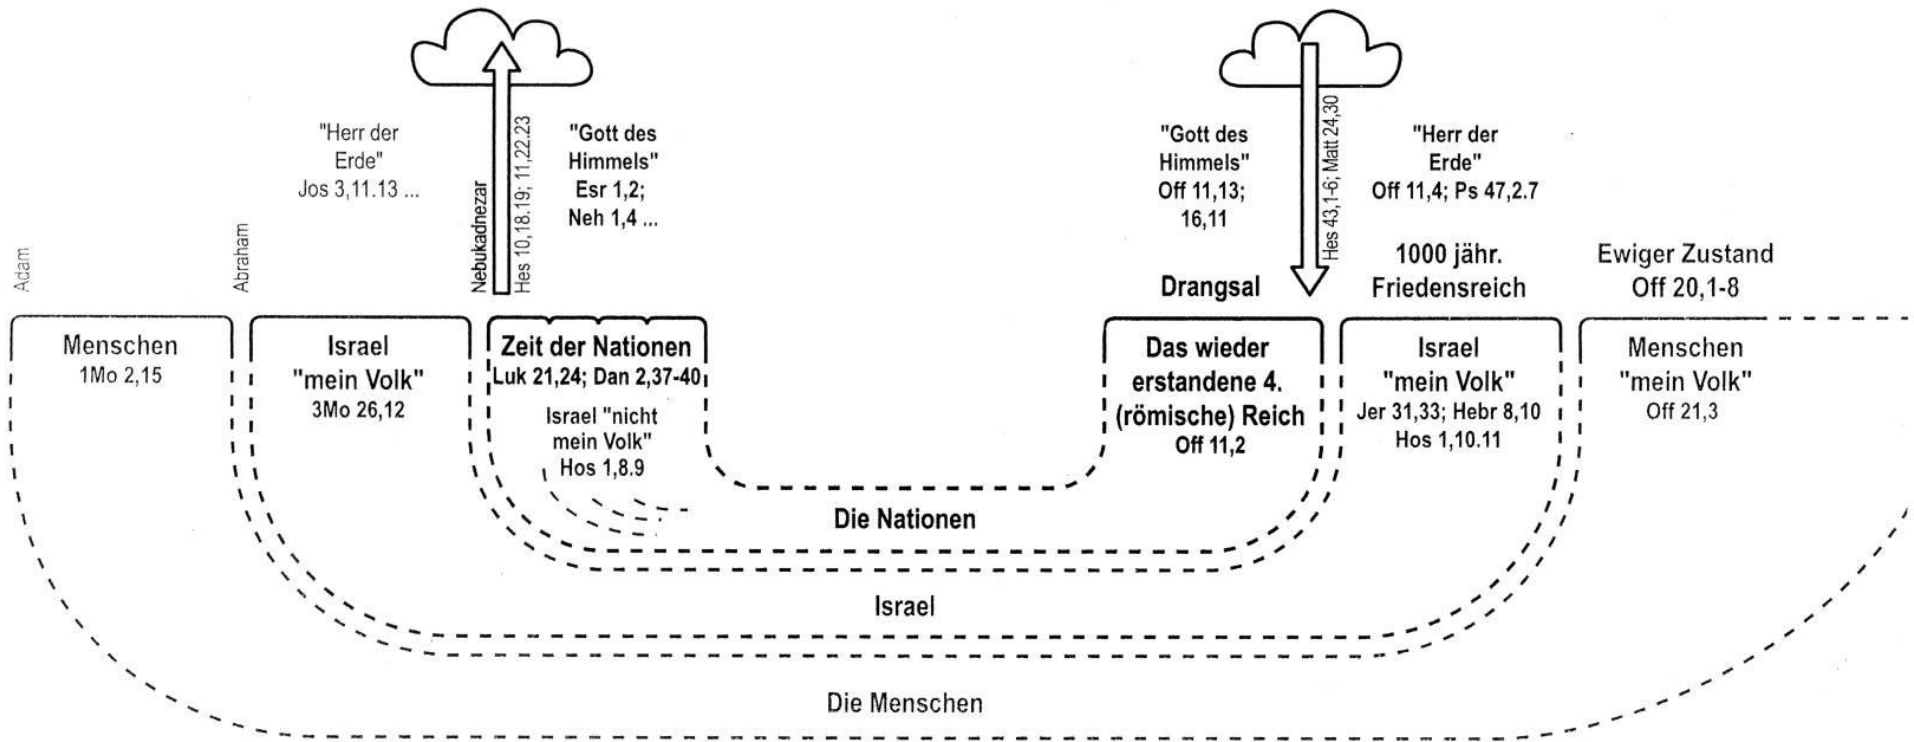 "Herr der
Erde"
Jos 3,11.13 ...
Hes 10,18.19; 11,22.23
"Gott des
Himmels"
Esr 1,2;
Neh 1,4 ...
"Gott des
Himmels"
Off 11,13;
16,11
Hes 43,1-6; Matt 24,30
"Herr der
Erde"
Off 11,4; Ps 47,2.7
Adam
Abraham
Nebukadnezar
Drangsal
1000 jähr.
Friedensreich
Ewiger Zustand
Off 20,1-8
Menschen
1Mo 2,15
Israel
"mein Volk"
3Mo 26,12
Zeit der Nationen
Luk 21,24; Dan 2,37-40
Israel "nicht
mein Volk"
Hos 1,8.9
Das wieder
erstandene 4.
(römische) Reich
Off 11,2
Israel
"mein Volk"
Jer 31,33; Hebr 8,10
Hos 1,10.11
Menschen
"mein Volk"
Off 21,3
Die Nationen
Israel
Die Menschen